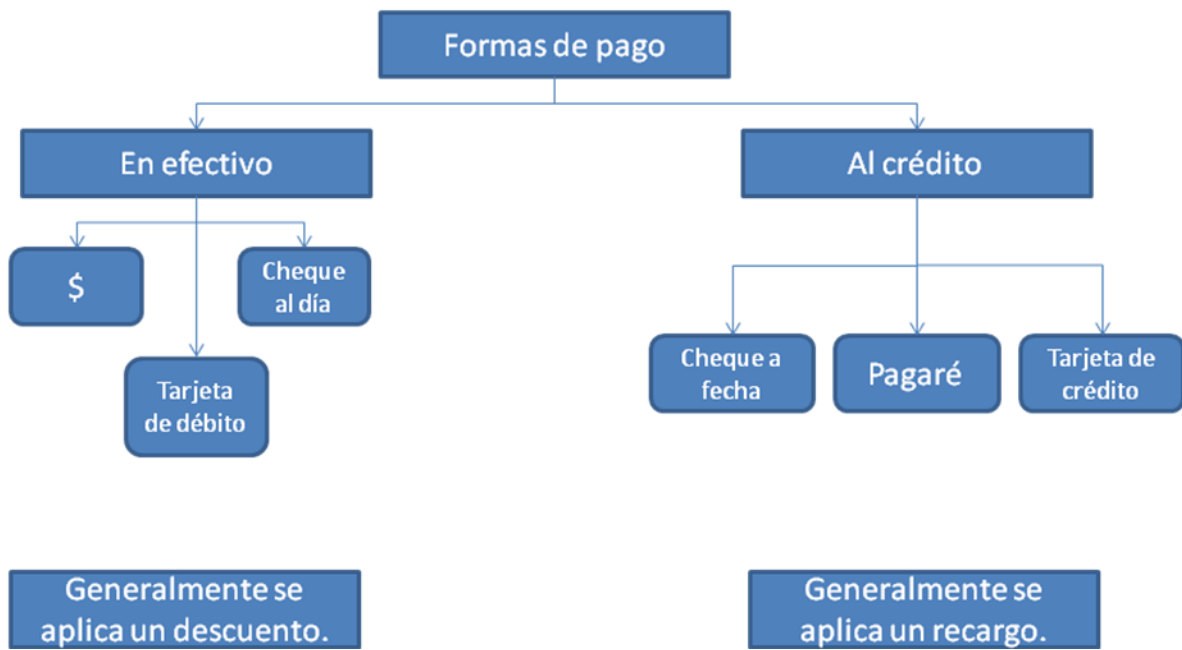 Formas de pago
En efectivo
Al crédito
$
Cheque
al día
Tarjeta
de débito
Cheque a
fecha
Pagaré
Tarjeta de
crédito
Generalmente se
aplica un descuento.
Generalmente se
aplica un recargo.